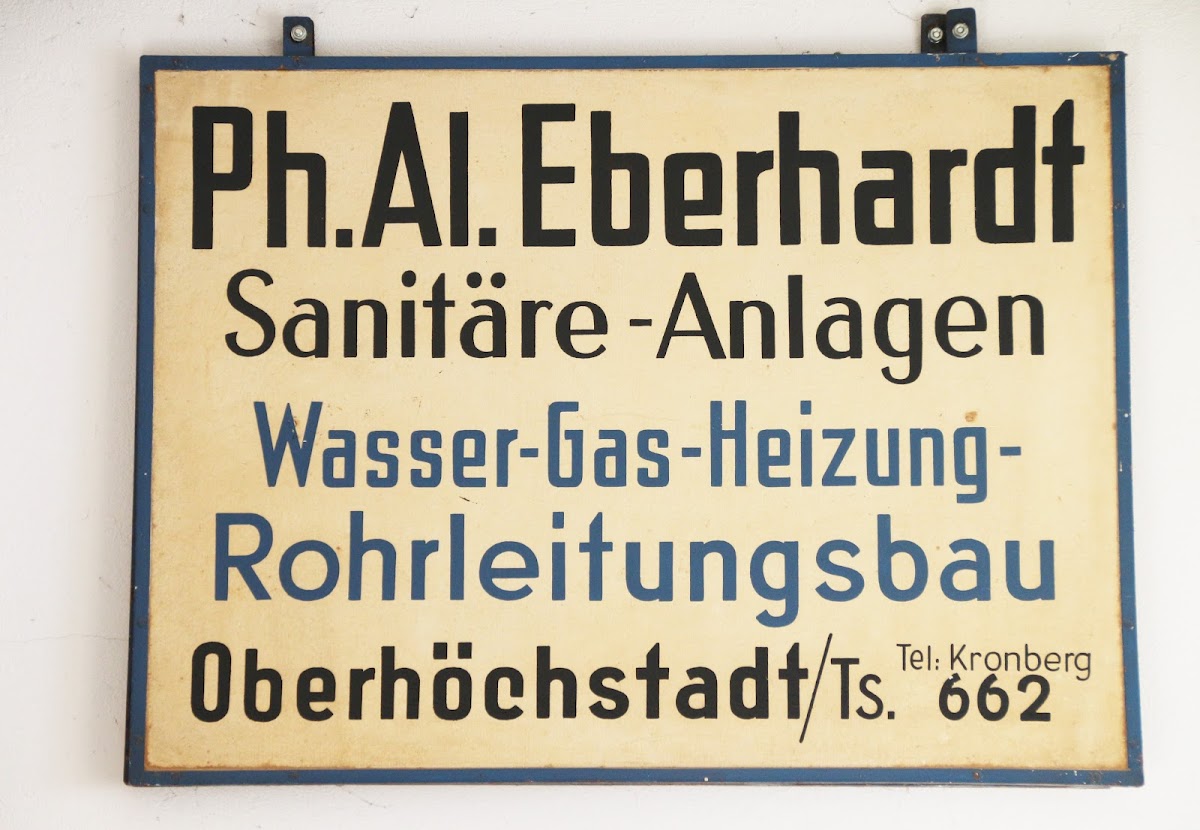 Ph.Al.Eberhardt
Sanitäre-Anlagen
Wasser-Gas-Heizung-
Rohrleitungsbau
Oberhöchstadt/Ts. Tel: Kronberg
662